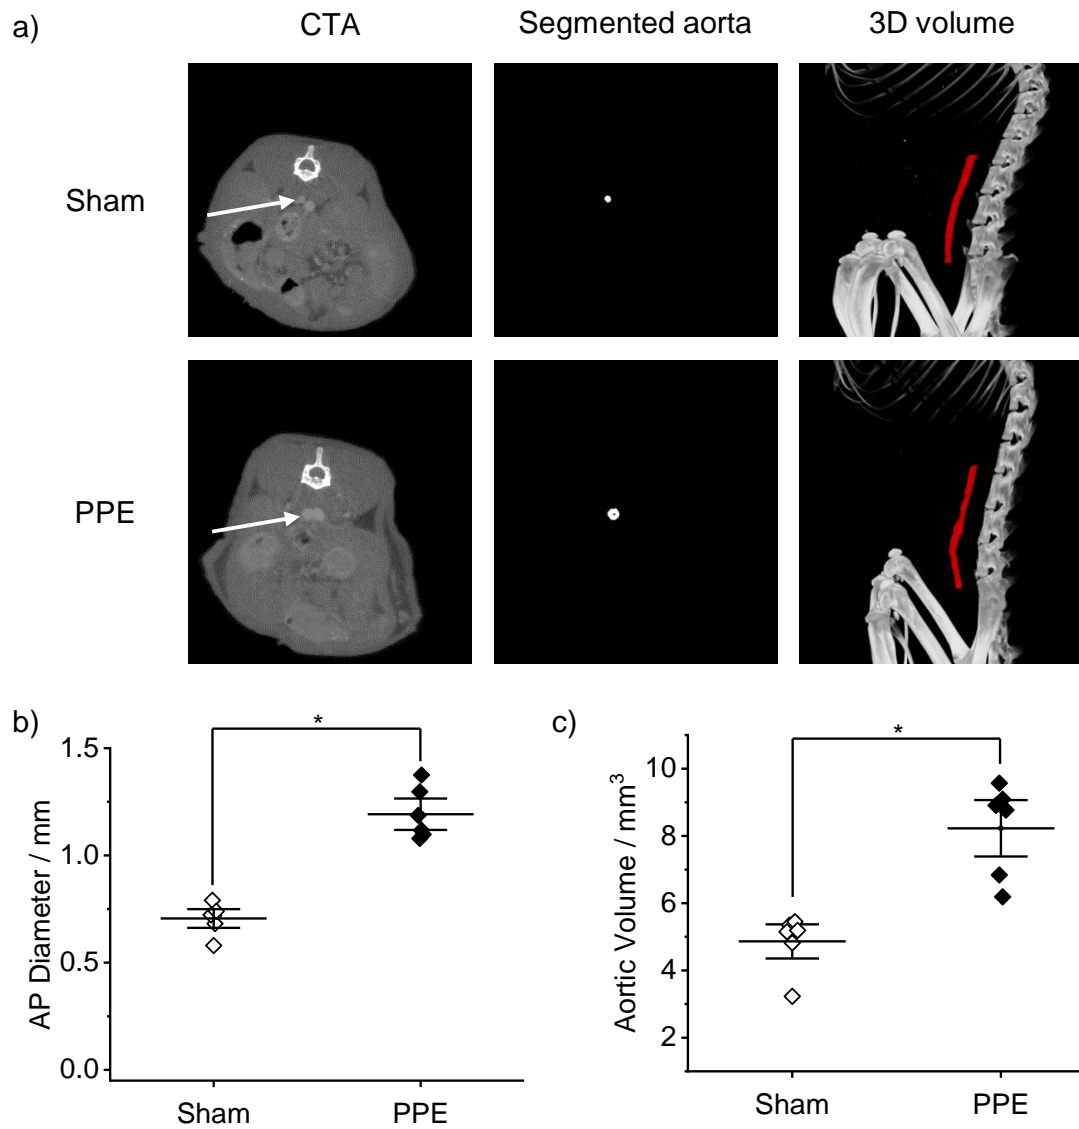 a)
CTA
Segmented aorta
3D volume
Sham
PPE
b)
*
1.5
1.0
0.5
0.0
AP Diameter / mm
Sham
PPE
c)
*
10
8
6
4
2
Aortic Volume / mm³
Sham
PPE